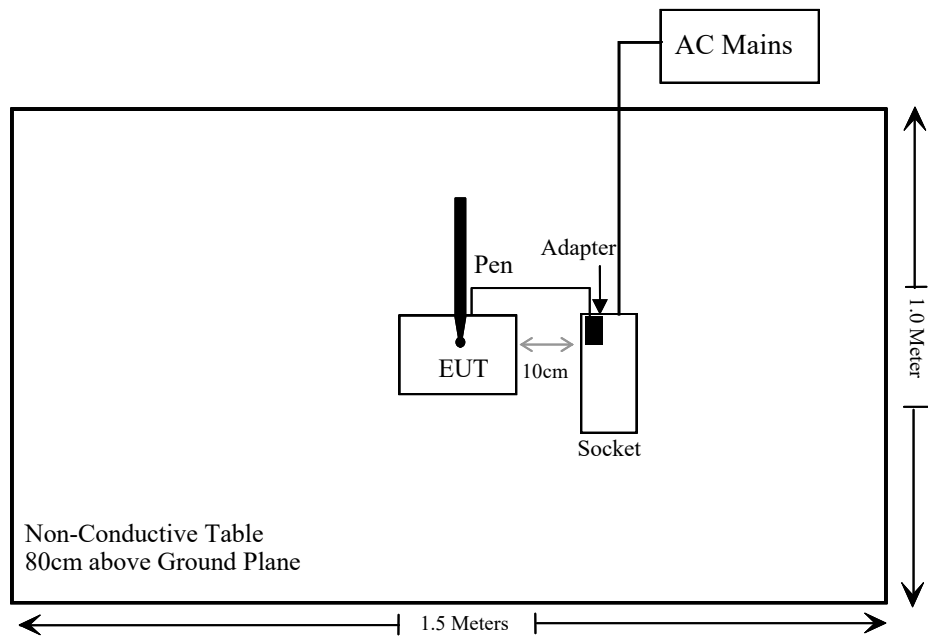 AC Mains
Adapter
Pen
EUT
10cm
Socket
1.0 Meter
Non-Conductive Table
80cm above Ground Plane
1.5 Meters